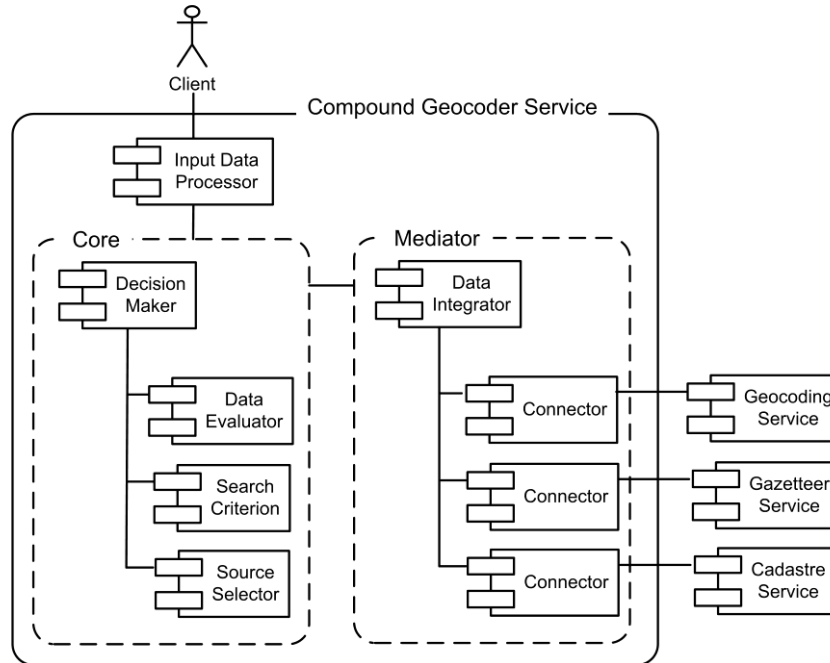 Client
Compound Geocoder Service
Input Data
Processor
Core
Mediator
Decision
Maker
Data
Integrator
Data
Evaluator
Connector
Geocoding
Service
Search
Criterion
Connector
Gazetteer
Service
Source
Selector
Connector
Cadastre
Service